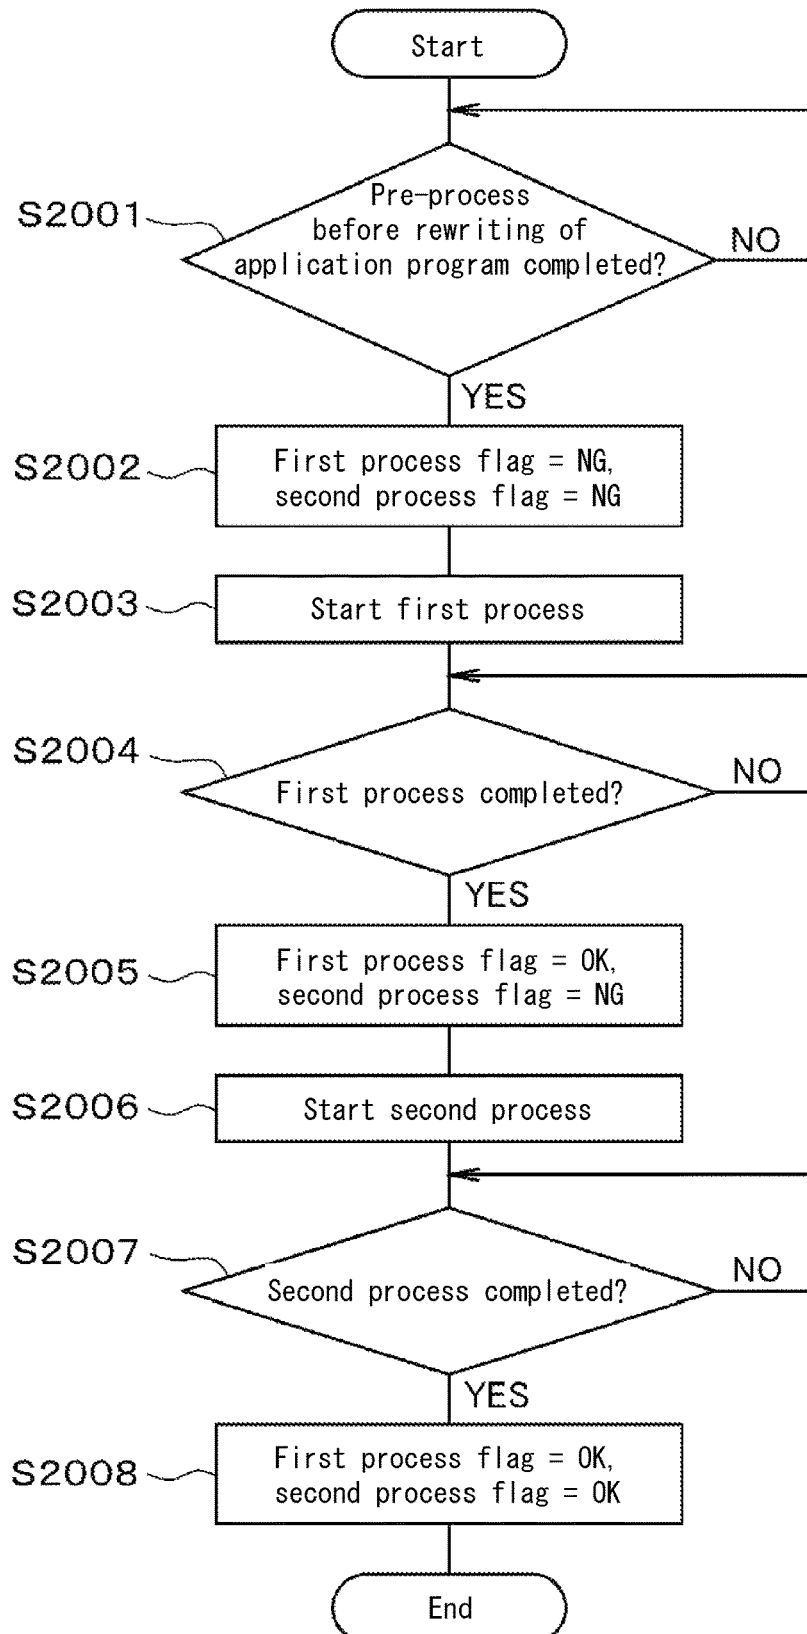 Start
S2001
Pre-process
before rewriting of
application program completed?
NO
YES
S2002
First process flag = NG,
second process flag = NG
S2003
Start first process
S2004
First process completed?
NO
YES
S2005
First process flag = OK,
second process flag = NG
S2006
Start second process
S2007
Second process completed?
NO
YES
S2008
First process flag = OK,
second process flag = OK
End